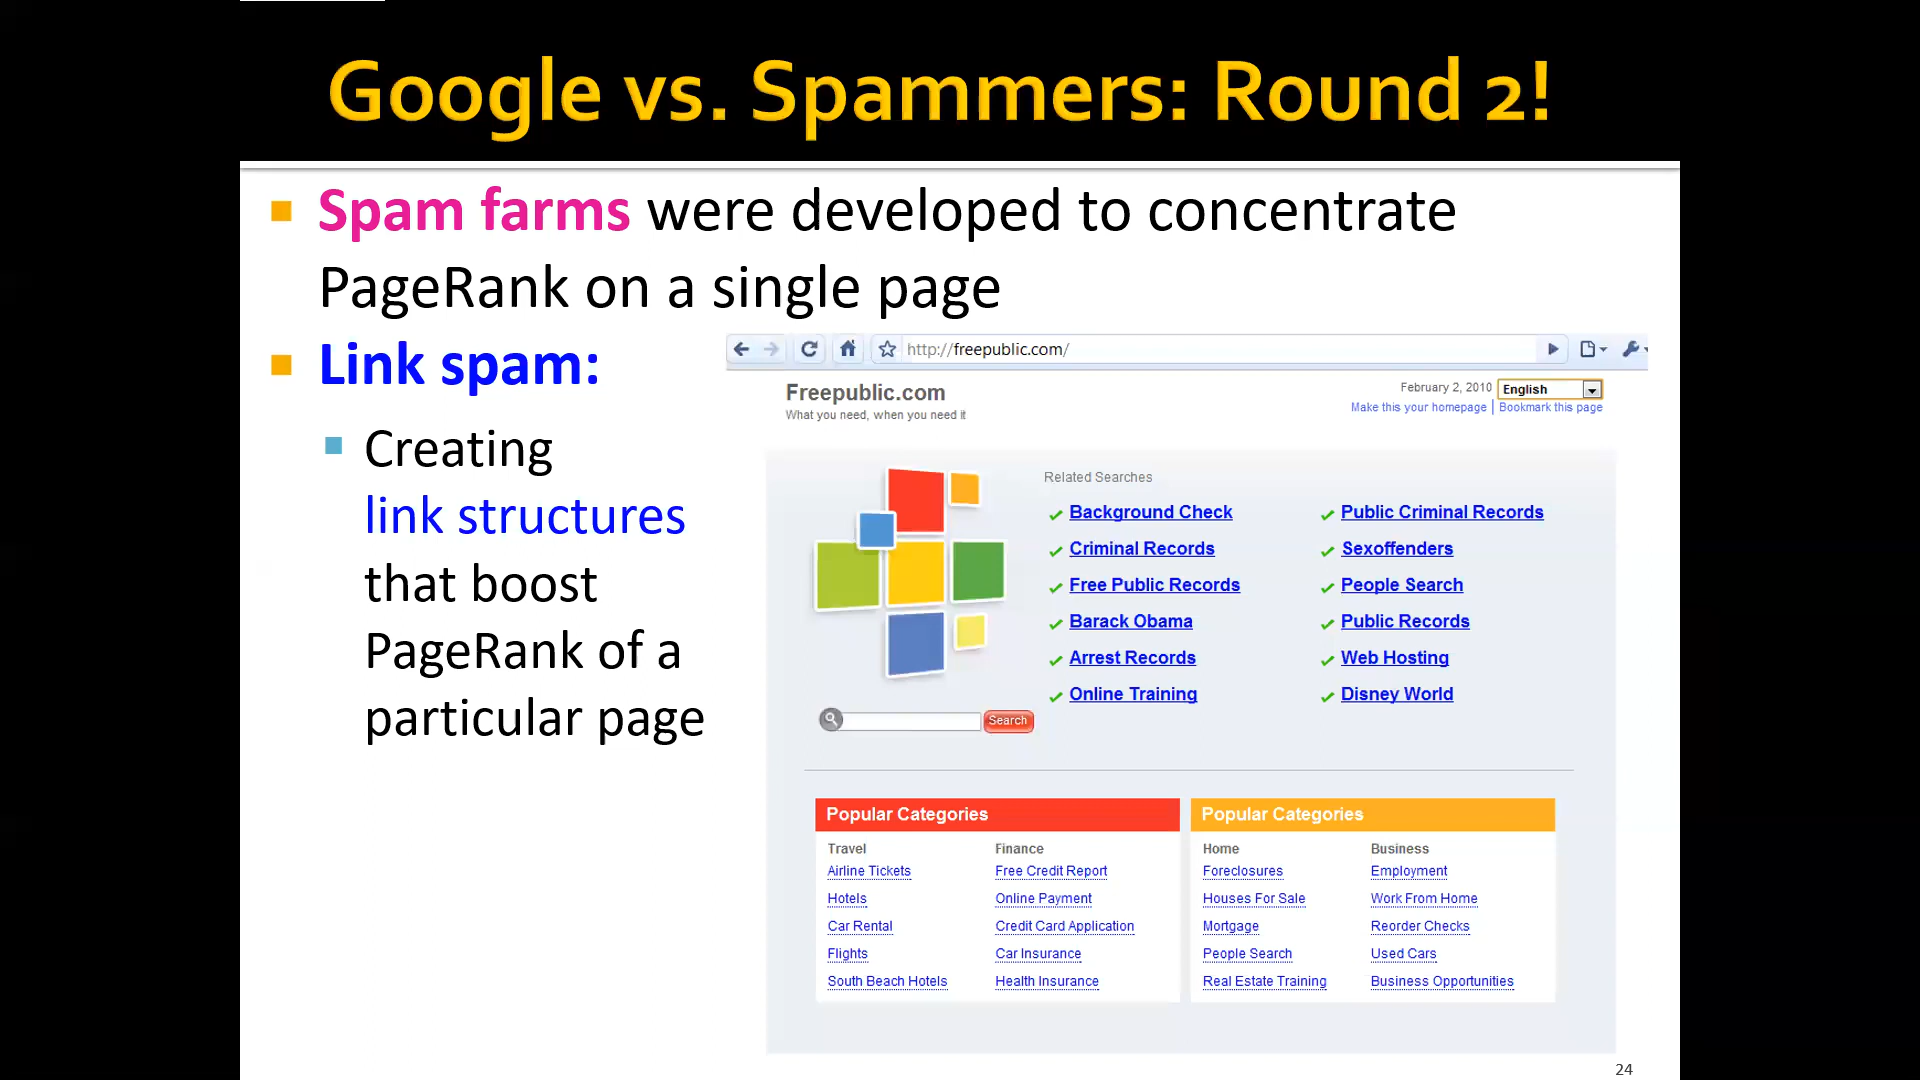 Google vs. Spammers: Round 2!
Spam farms were developed to concentrate
PageRank on a single page
Link spam:
Creating
link structures
that boost
PageRank of a
particular page
http://freepublic.com/
Freepublic.com
What you need, when you need it
February 2, 2010 English
Make this your homepage | Bookmark this page
Related Searches
Background Check
Criminal Records
Free Public Records
Barack Obama
Arrest Records
Online Training
Public Criminal Records
Sexoffenders
People Search
Public Records
Web Hosting
Disney World
Search
Popular Categories
Travel
Airline Tickets
Hotels
Car Rental
Flights
South Beach Hotels
Finance
Free Credit Report
Online Payment
Credit Card Application
Car Insurance
Health Insurance
Popular Categories
Home
Foreclosures
Houses For Sale
Mortgage
People Search
Real Estate Training
Business
Employment
Work From Home
Reorder Checks
Used Cars
Business Opportunities
24